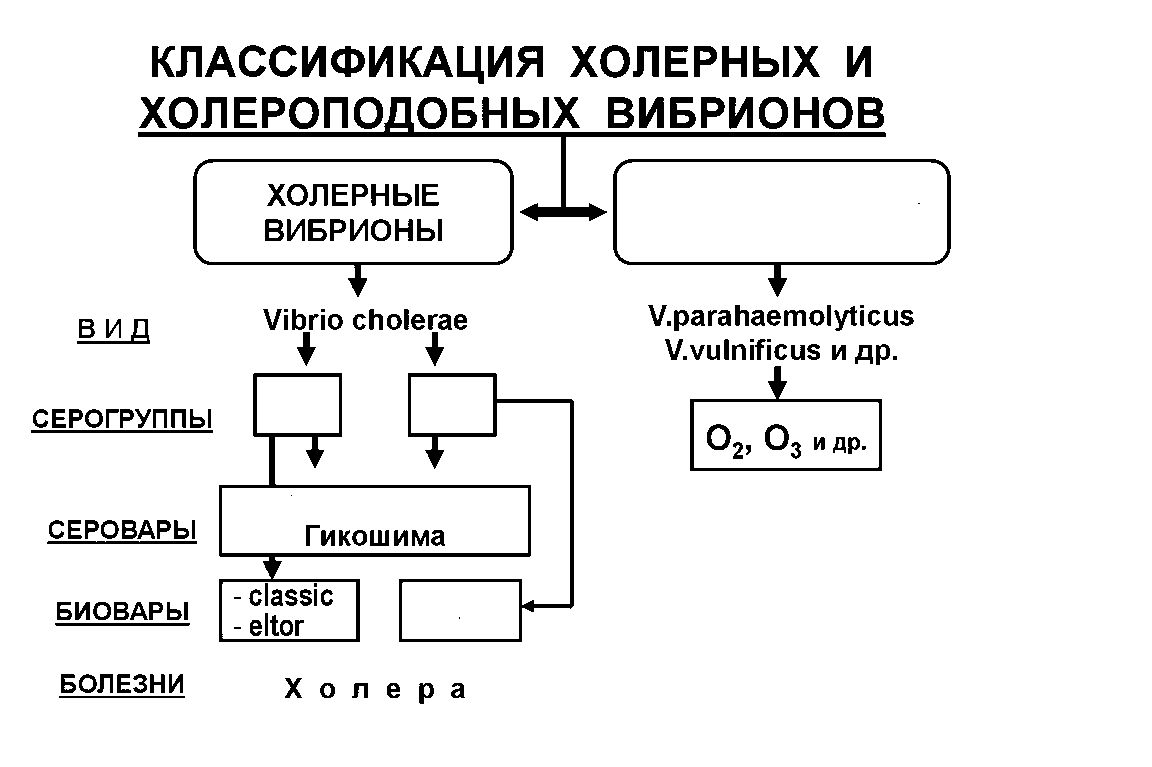 КЛАССИФИКАЦИЯ ХОЛЕРНЫХ И
ХОЛЕРОПОДОБНЫХ ВИБРИОНОВ
ХОЛЕРНЫЕ
ВИБРИОНЫ
В И Д
Vibrio cholerae
V.parahaemolyticus
V.vulnificus и др.
СЕРОГРУППЫ
O2, O3 и др.
СЕРОВАРЫ
Гикошима
БИОВАРЫ
- classic
- eltor
БОЛЕЗНИ
Х о л е р а